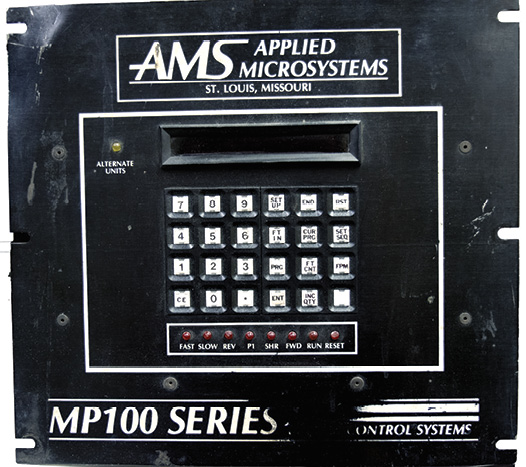 AMS APPLIED
MICROSYSTEMS
ST. LOUIS, MISSOURI
ALTERNATE
UNITS
7 8 9 SET UP END RST
4 5 6 FT IN CUR PRG SET SEQ
1 2 3 PRG FT CNT FPM
CE 0 . ENT INC QTY
FAST SLOW REV P1 SHR FWD RUN RESET
MP100 SERIES ONTROL SYSTEMS